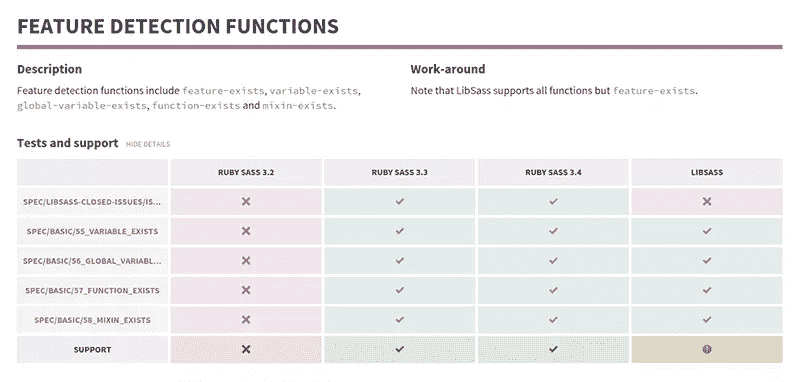 FEATURE DETECTION FUNCTIONS
Description
Feature detection functions include feature-exists, variable-exists,
global-variable-exists, function-exists and mixin-exists.
Work-around
Note that LibSass supports all functions but feature-exists.
Tests and support HIDE DETAILS
RUBY SASS 3.2 RUBY SASS 3.3 RUBY SASS 3.4 LIBSASS
SPEC/LIBSASS-CLOSED-ISSUES/IS... ✕ ✓ ✓ ✕
SPEC/BASIC/55_VARIABLE_EXISTS ✕ ✓ ✓ ✓
SPEC/BASIC/56_GLOBAL_VARIABL... ✕ ✓ ✓ ✓
SPEC/BASIC/57_FUNCTION_EXISTS ✕ ✓ ✓ ✓
SPEC/BASIC/58_MIXIN_EXISTS ✕ ✓ ✓ ✓
SUPPORT ✕ ✓ ✓